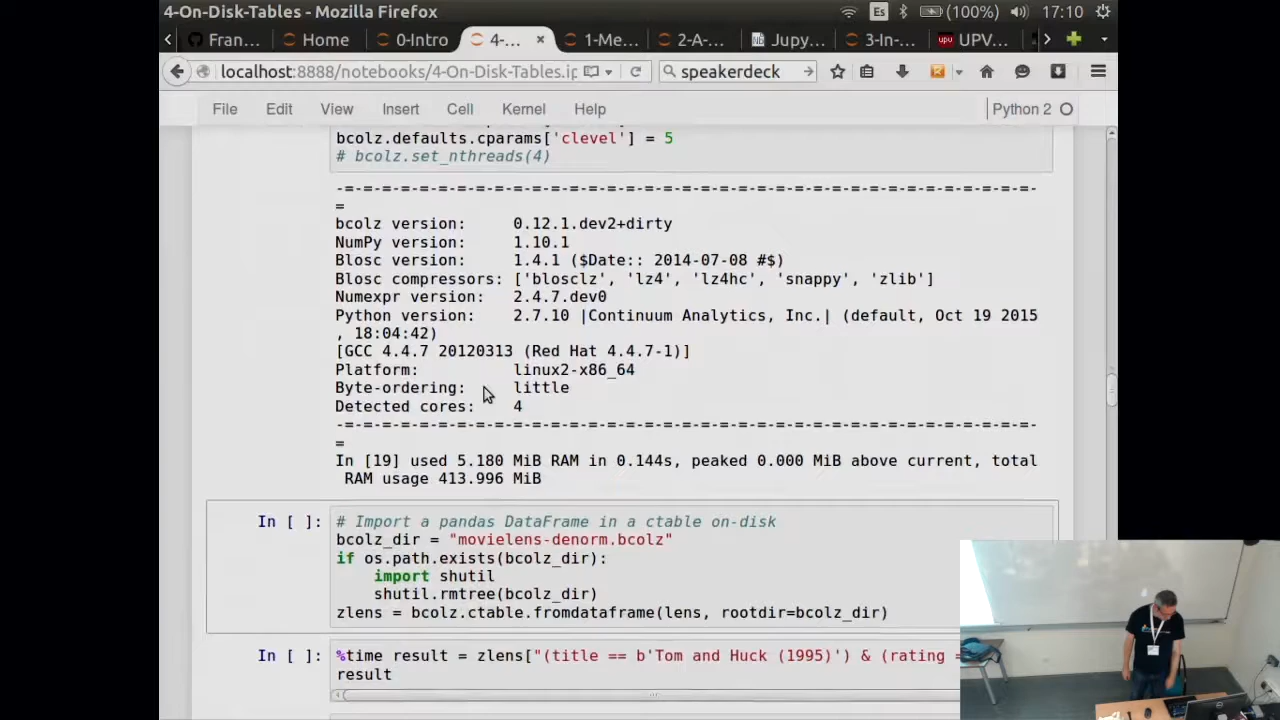 4-On-Disk-Tables - Mozilla Firefox
Es (100%) 17:10
Fran... Home 0-Intro 4-... × 1-Me... 2-A-... Jupy... 3-In-... upv UPV...
localhost:8888/notebooks/4-On-Disk-Tables.ip speakerdeck
File Edit View Insert Cell Kernel Help Python 2
bcolz.defaults.cparams['clevel'] = 5
# bcolz.set_nthreads(4)
-=-=-=-=-=-=-=-=-=-=-=-=-=-=-=-=-=-=-=-=-=-=-=-=-=-=-=-=-=-=-=-=-=-=-=-=-=-
=
bcolz version: 0.12.1.dev2+dirty
NumPy version: 1.10.1
Blosc version: 1.4.1 ($Date:: 2014-07-08 #$)
Blosc compressors: ['blosclz', 'lz4', 'lz4hc', 'snappy', 'zlib']
Numexpr version: 2.4.7.dev0
Python version: 2.7.10 |Continuum Analytics, Inc.| (default, Oct 19 2015
, 18:04:42)
[GCC 4.4.7 20120313 (Red Hat 4.4.7-1)]
Platform: linux2-x86_64
Byte-ordering: little
Detected cores: 4
-=-=-=-=-=-=-=-=-=-=-=-=-=-=-=-=-=-=-=-=-=-=-=-=-=-=-=-=-=-=-=-=-=-=-=-=-=-
=
In [19] used 5.180 MiB RAM in 0.144s, peaked 0.000 MiB above current, total
RAM usage 413.996 MiB
In [ ]: # Import a pandas DataFrame in a ctable on-disk
bcolz_dir = "movielens-denorm.bcolz"
if os.path.exists(bcolz_dir):
import shutil
shutil.rmtree(bcolz_dir)
zlens = bcolz.ctable.fromdataframe(lens, rootdir=bcolz_dir)
In [ ]: %time result = zlens["(title == b'Tom and Huck (1995)') & (rating =
result